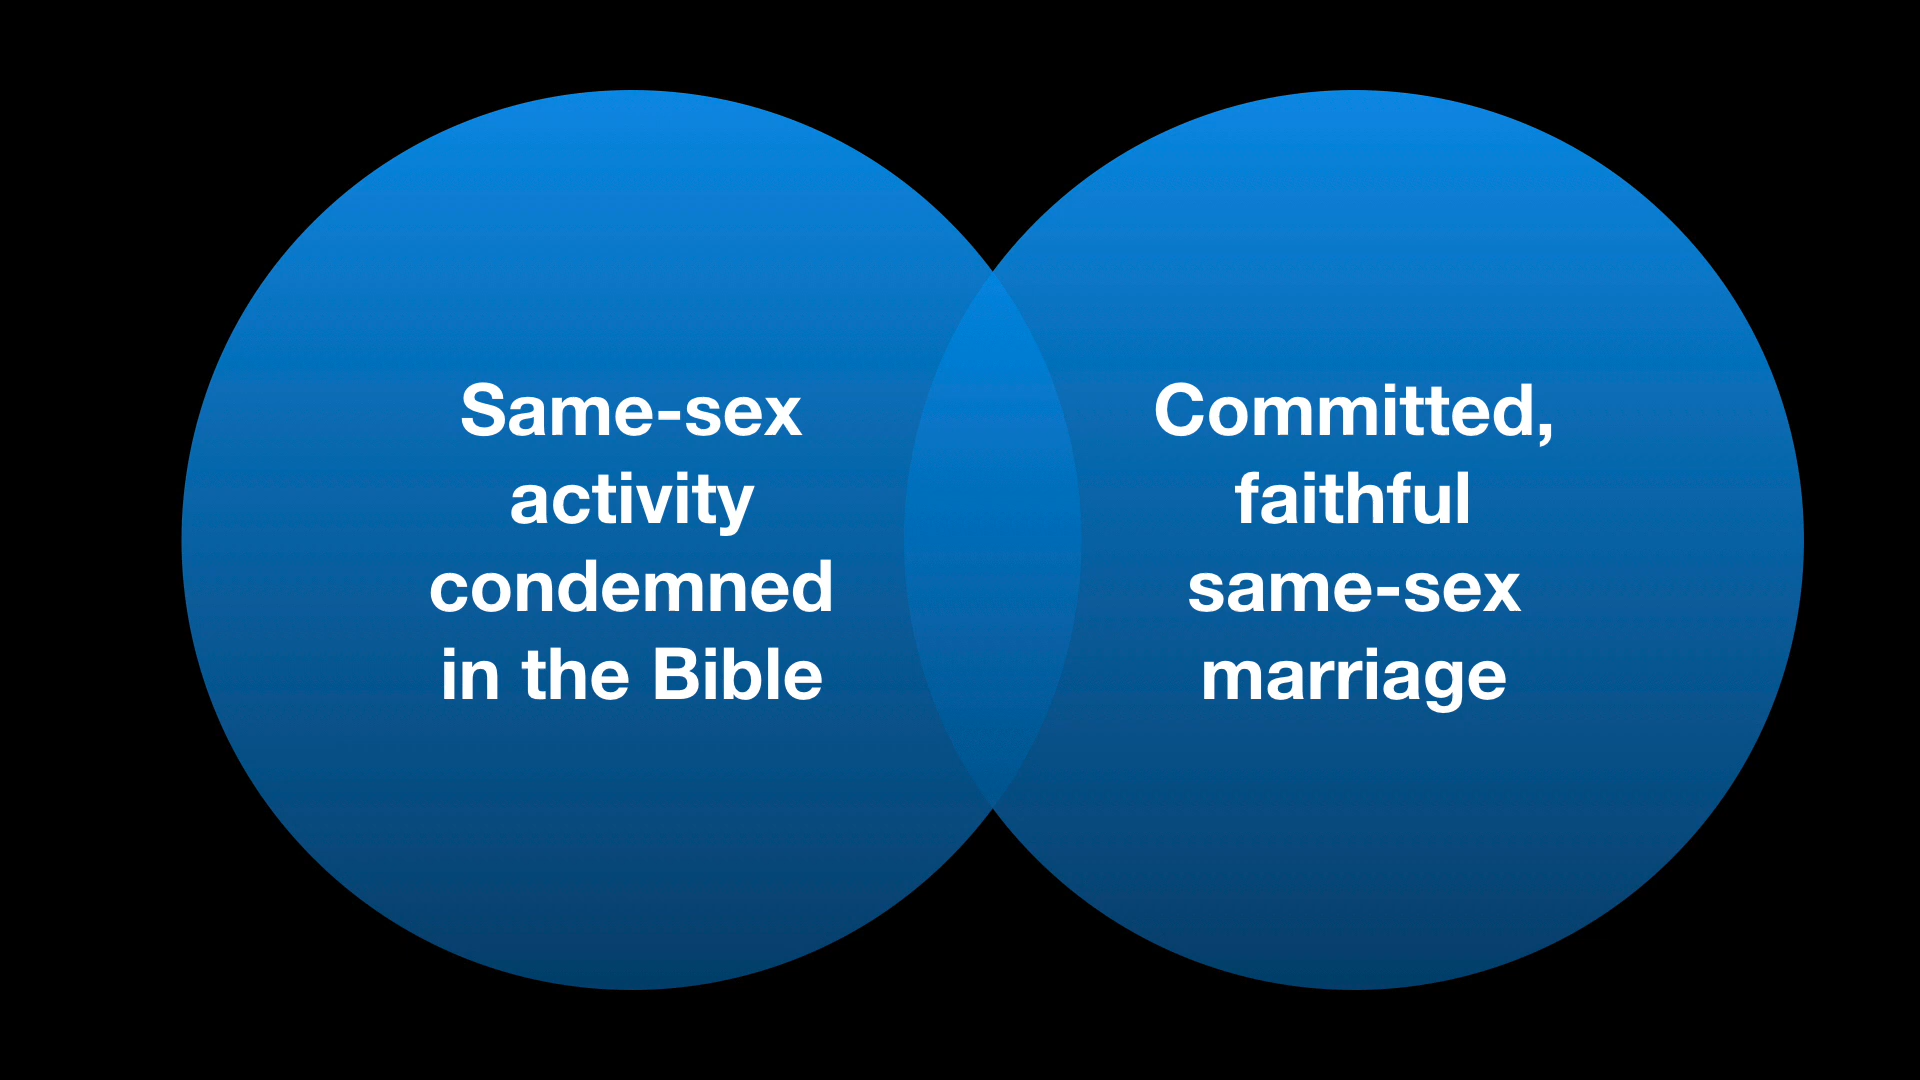 Same-sex
activity
condemned
in the Bible
Committed,
faithful
same-sex
marriage